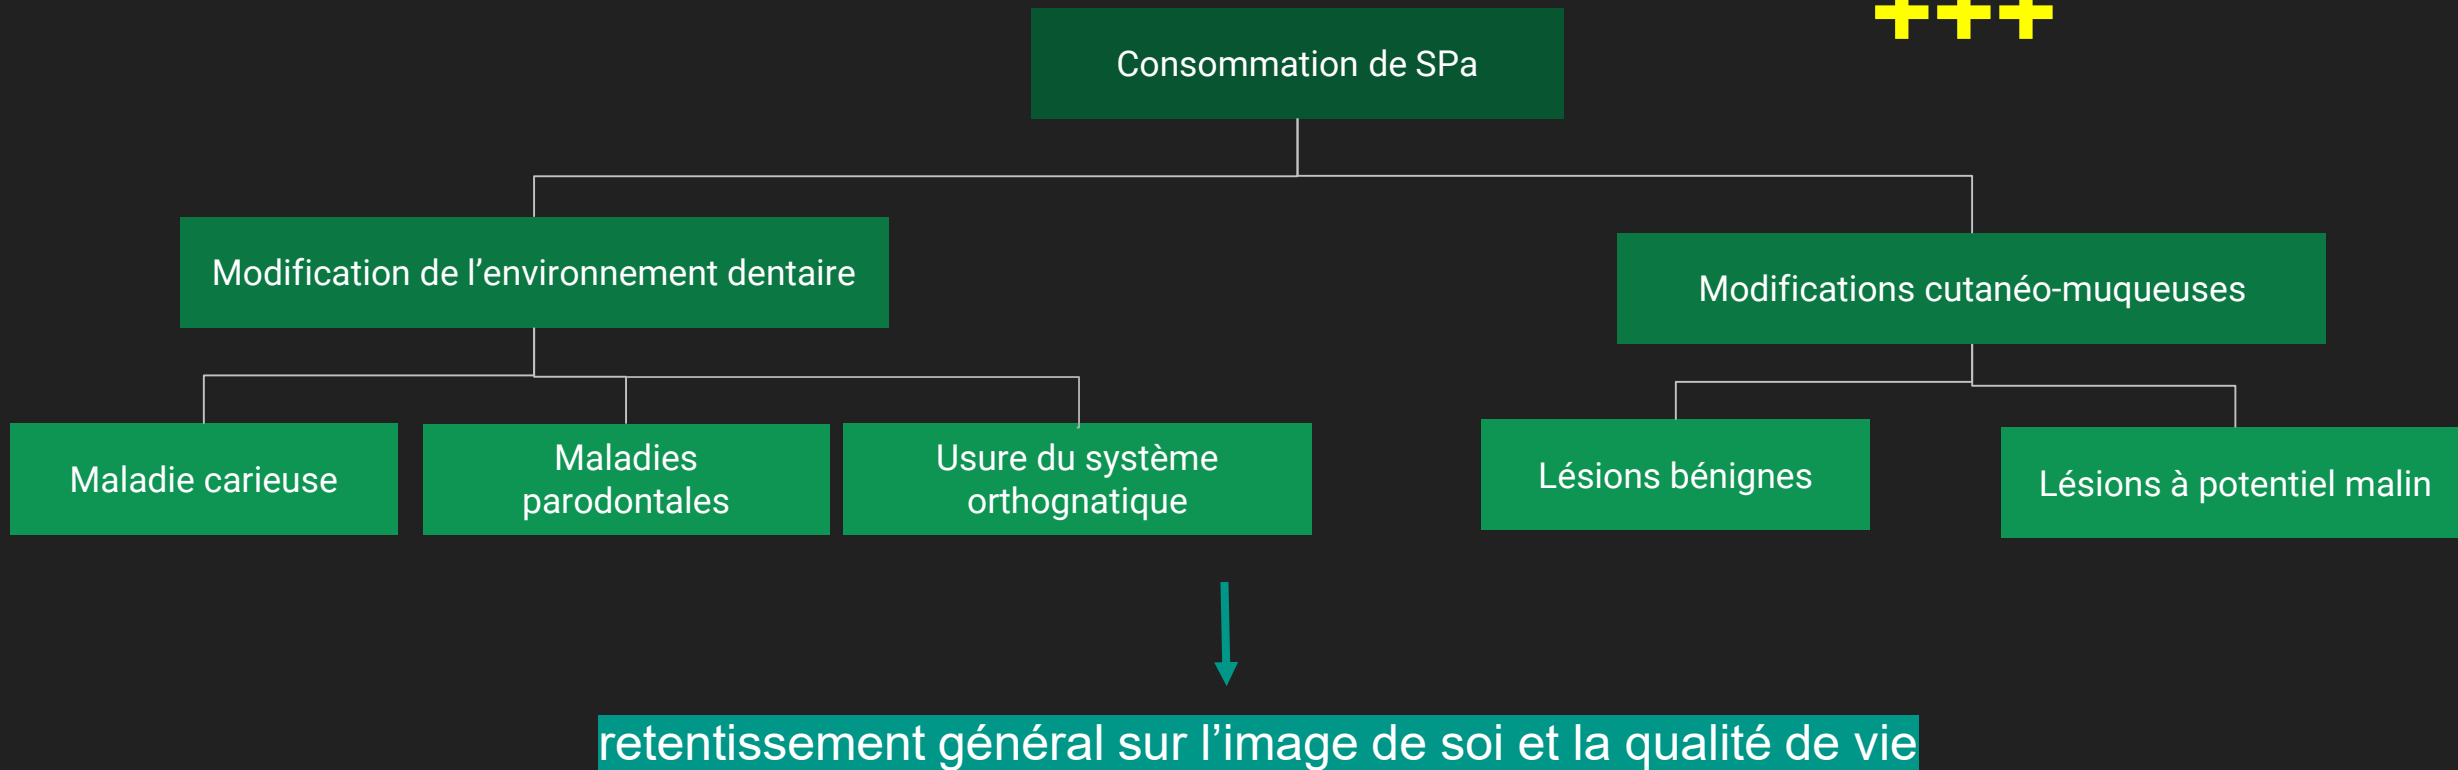 +++
Consommation de SPa
Modification de l’environnement dentaire
Modifications cutanéo-muqueuses
Maladie carieuse
Maladies
parodontales
Usure du système
orthognatique
Lésions bénignes
Lésions à potentiel malin
retentissement général sur l’image de soi et la qualité de vie